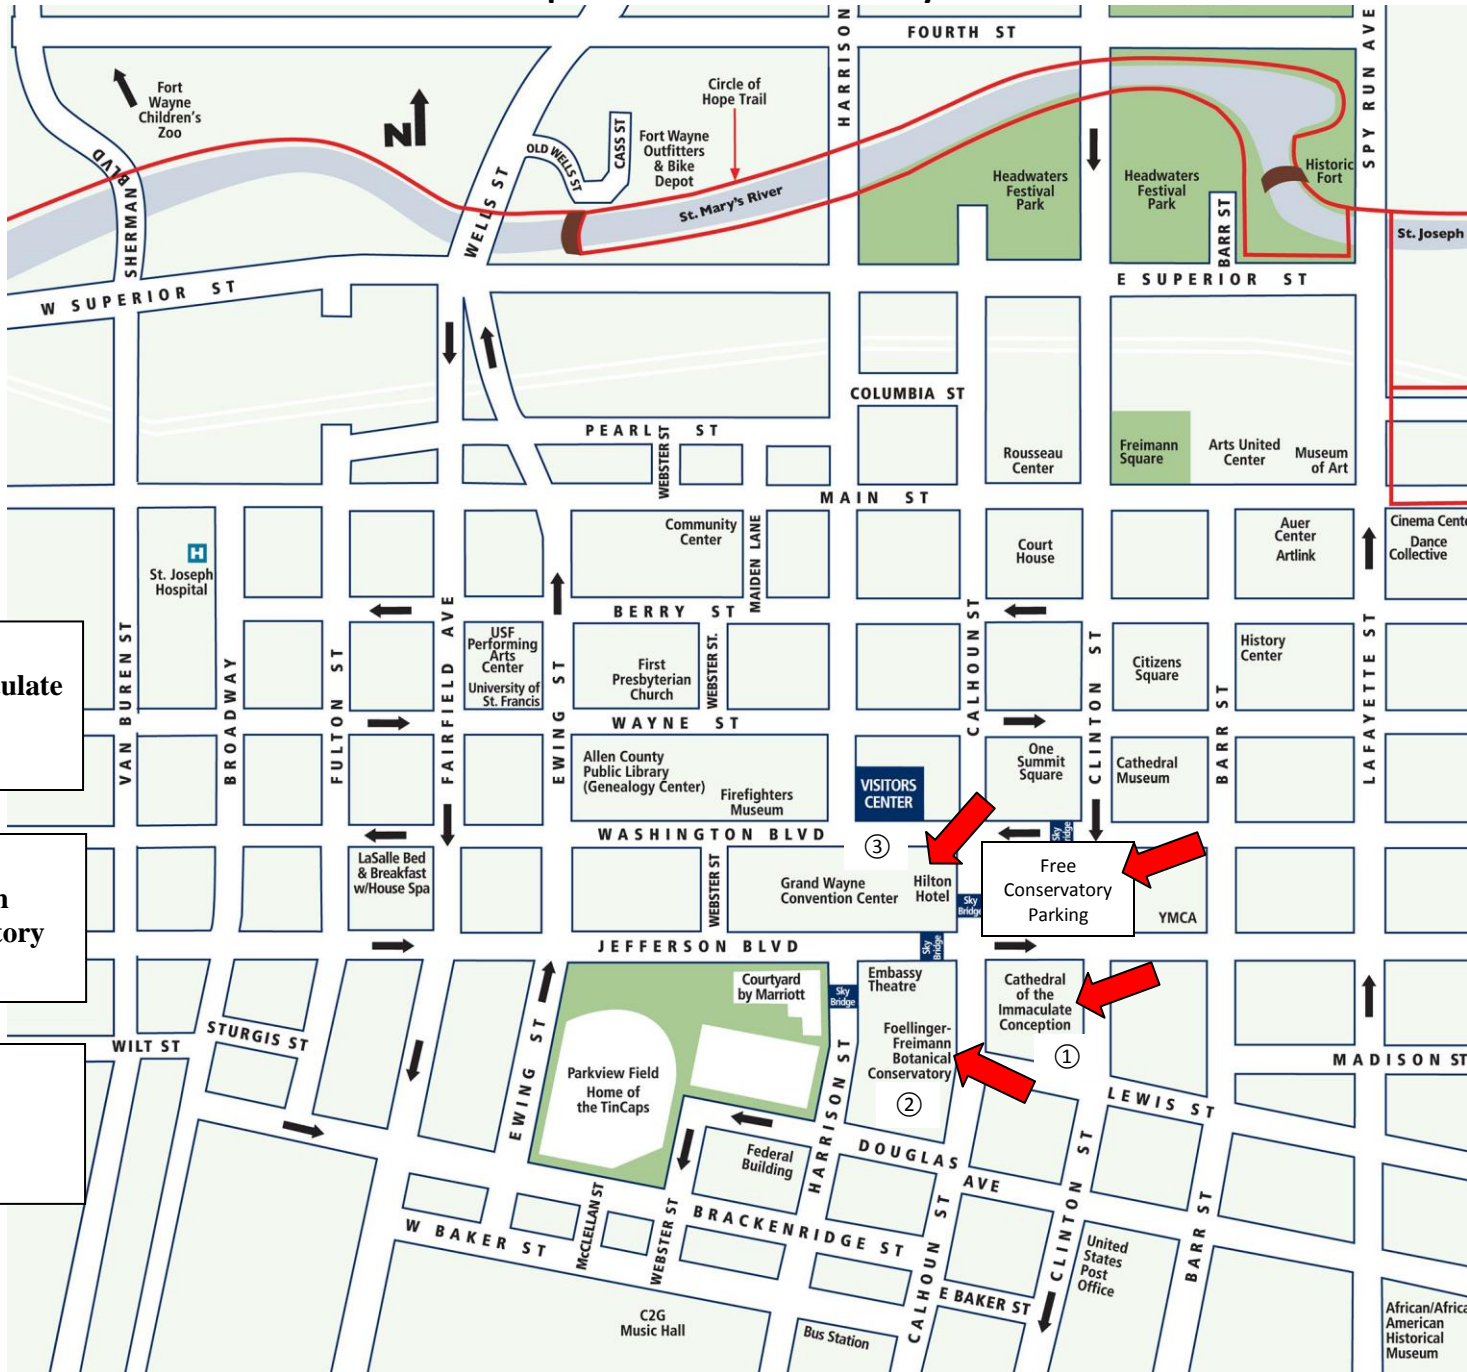 FOURTH ST
HARRISON
SPY RUN AVE
Fort
Wayne
Children's
Zoo
N
Circle of
Hope Trail
OLD WELLS ST
CASS ST
Fort Wayne
Outfitters
& Bike
Depot
St. Mary's River
WELLS ST
SHERMAN BLVD
Headwaters
Festival
Park
Headwaters
Festival
Park
Historic
Fort
BARR ST
St. Joseph
W SUPERIOR ST
E SUPERIOR ST
COLUMBIA ST
PEARL ST
WEBSTER ST
Rousseau
Center
Freimann
Square
Arts United
Center
Museum
of Art
MAIN ST
St. Joseph
Hospital
H
Community
Center
MAIDEN LANE
Court
House
Auer
Center
Artlink
Dance
Collective
BERRY ST
VAN BUREN ST
BROADWAY
FULTON ST
FAIRFIELD AVE
USF
Performing
Arts
Center
University of
St. Francis
EWING ST
First
Presbyterian
Church
WEBSTER ST.
CALHOUN ST
CLINTON ST
Citizens
Square
BARR ST
History
Center
LAFAYETTE ST
WAYNE ST
Allen County
Public Library
(Genealogy Center)
Firefighters
Museum
VISITORS
CENTER
One
Summit
Square
Cathedral
Museum
WASHINGTON BLVD
Sky
Bridge
③
LaSalle Bed
& Breakfast
w/House Spa
WEBSTER ST
Grand Wayne
Convention Center
Hilton
Hotel
Sky
Bridge
Free
Conservatory
Parking
YMCA
JEFFERSON BLVD
Sky
Bridge
Courtyard
by Marriott
Sky
Bridge
Embassy
Theatre
Cathedral
of the
Immaculate
Conception
①
Foellinger-
Freimann
Botanical
Conservatory
②
WILT ST
STURGIS ST
EWING ST
Parkview Field
Home of
the TinCaps
HARRISON ST
MADISON ST
LEWIS ST
Federal
Building
DOUGLAS AVE
McCLELLAN ST
WEBSTER ST
BRACKENRIDGE ST
W BAKER ST
CALHOUN ST
CLINTON ST
BARR ST
United
States
Post
Office
E BAKER ST
C2G
Music Hall
Bus Station
American
Historical
Museum